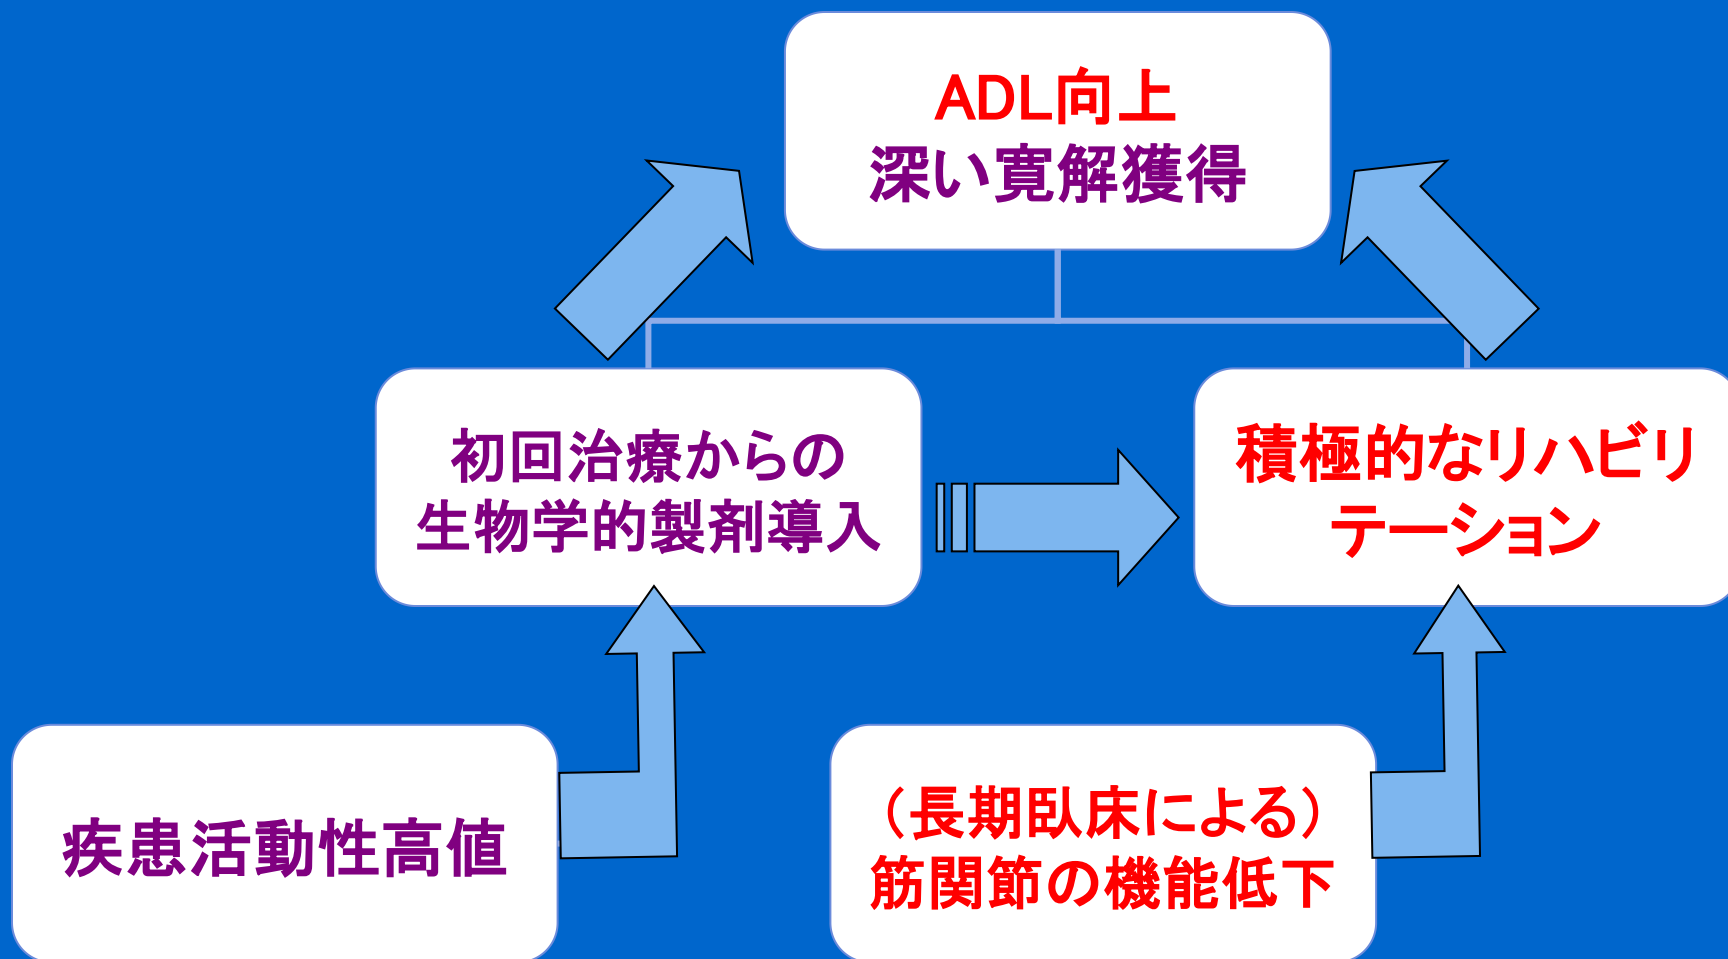 ADL向上
深い寛解獲得
初回治療からの
生物学的製剤導入
積極的なリハビリ
テーション
疾患活動性高値
（長期臥床による）
筋関節の機能低下